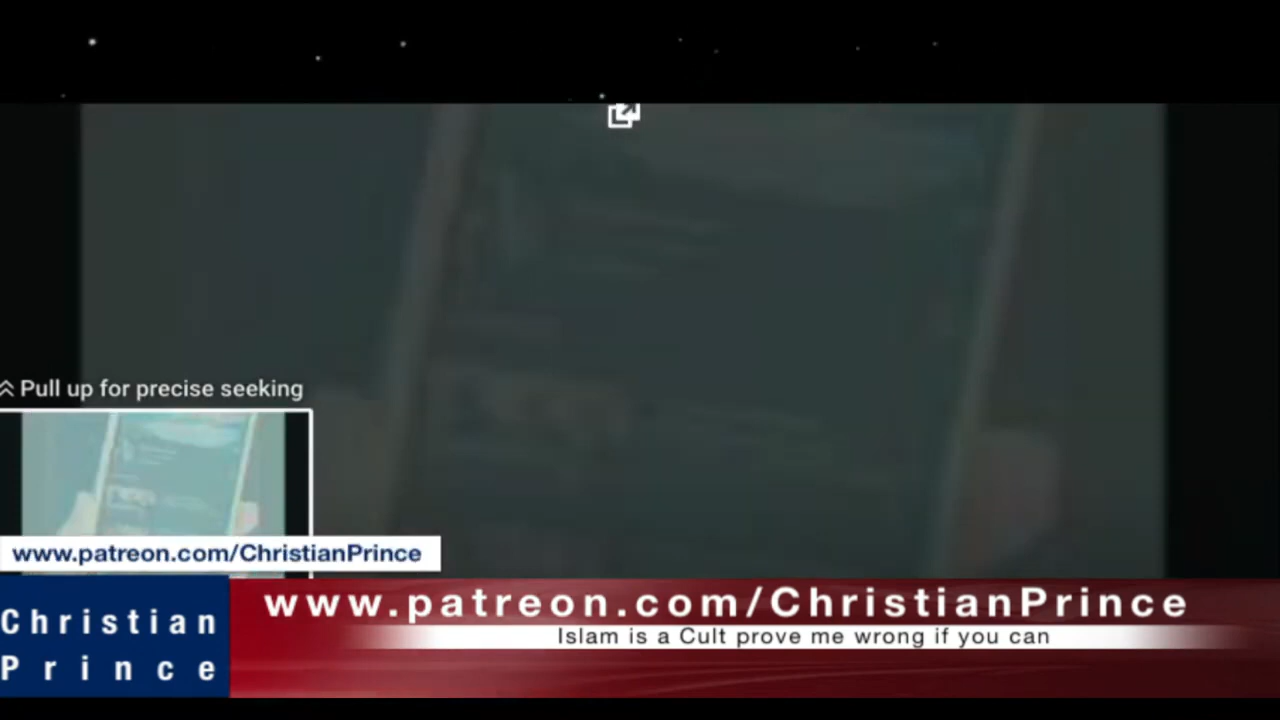 Pull up for precise seeking
www.patreon.com/ChristianPrince
Christian
Prince
www.patreon.com/ChristianPrince
Islam is a Cult prove me wrong if you can